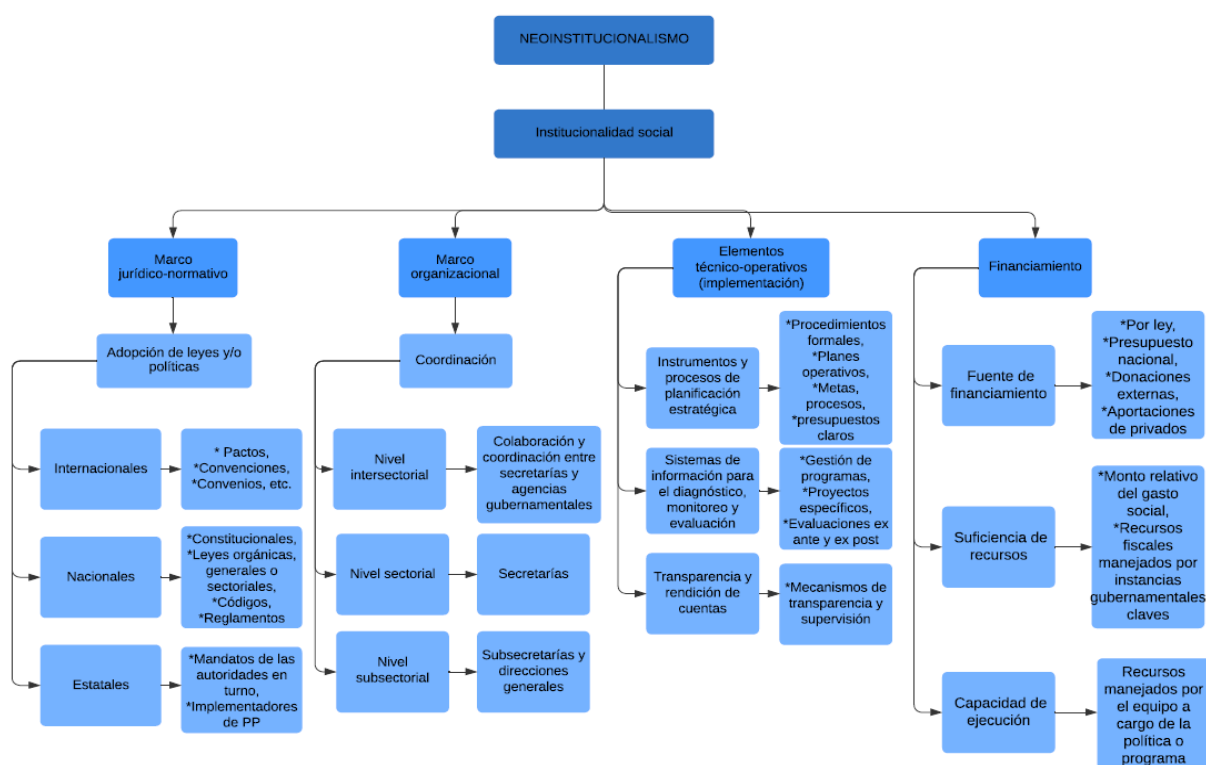 NEOINSTITUCIONALISMO
Institucionalidad social
Marco
jurídico-normativo
Adopción de leyes y/o
políticas
Internacionales
* Pactos,
*Convenciones,
*Convenios, etc.
Nacionales
*Constitucionales,
*Leyes orgánicas,
generales o
sectoriales,
*Códigos,
*Reglamentos
Estatales
*Mandatos de las
autoridades en
turno,
*Implementadores
de PP
Marco
organizacional
Coordinación
Nivel
intersectorial
Colaboración y
coordinación entre
secretarías y
agencias
gubernamentales
Nivel sectorial
Secretarías
Nivel
subsectorial
Subsecretarías y
direcciones
generales
Elementos
técnico-operativos
(implementación)
Instrumentos y
procesos de
planificación
estratégica
*Procedimientos
formales,
*Planes
operativos,
*Metas,
procesos,
*presupuestos
claros
Sistemas de
información para
el diagnóstico,
monitoreo y
evaluación
*Gestión de
programas,
*Proyectos
específicos,
*Evaluaciones ex
ante y ex post
Transparencia y
rendición de
cuentas
*Mecanismos de
transparencia y
supervisión
Financiamiento
Fuente de
financiamiento
*Por ley,
*Presupuesto
nacional,
*Donaciones
externas,
*Aportaciones
de privados
Suficiencia de
recursos
*Monto relativo
del gasto
social,
*Recursos
fiscales
manejados por
instancias
gubernamentales
claves
Capacidad de
ejecución
Recursos
manejados por
el equipo a
cargo de la
política o
programa